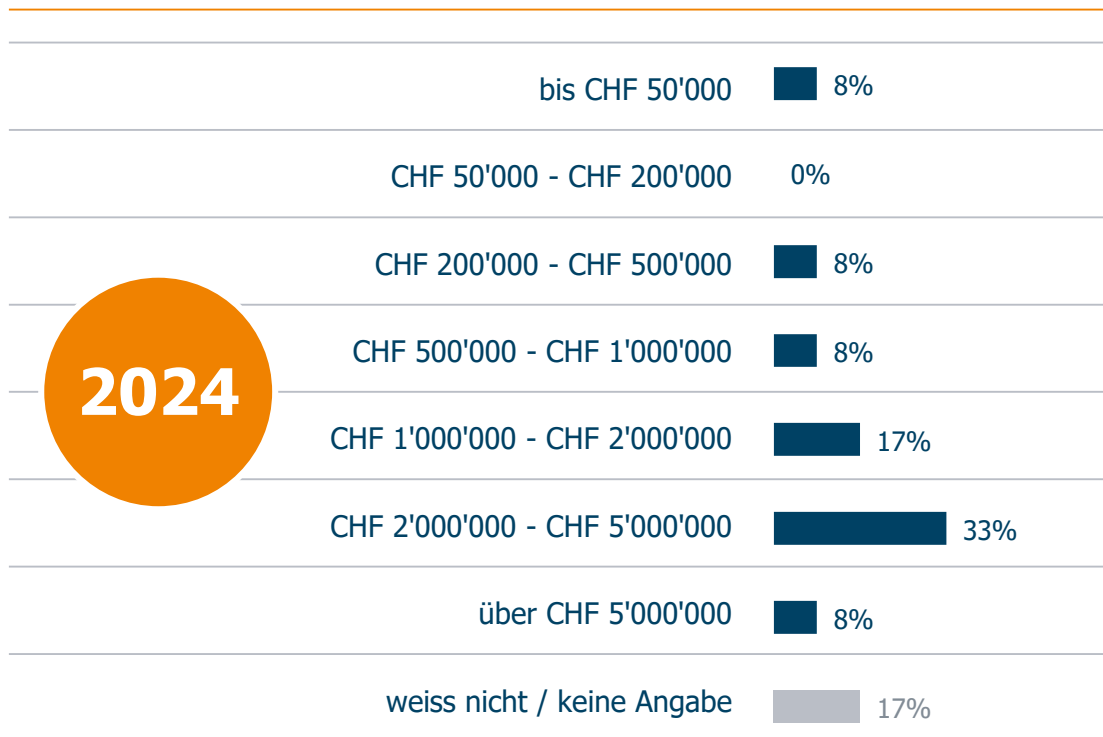 bis CHF 50'000 8%
CHF 50'000 - CHF 200'000 0%
CHF 200'000 - CHF 500'000 8%
CHF 500'000 - CHF 1'000'000 8%
2024
CHF 1'000'000 - CHF 2'000'000 17%
CHF 2'000'000 - CHF 5'000'000 33%
über CHF 5'000'000 8%
weiss nicht / keine Angabe 17%